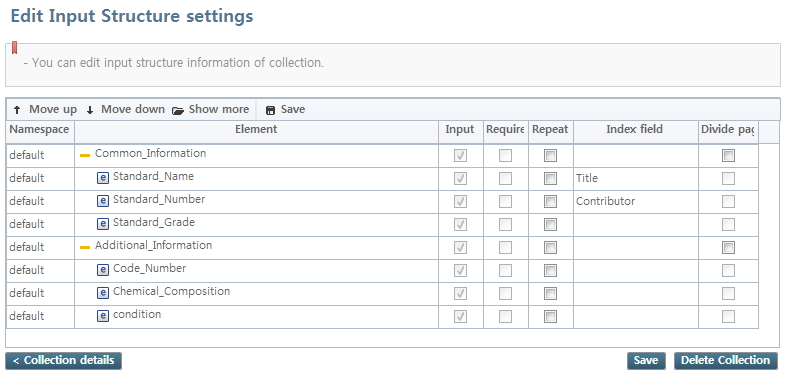 Edit Input Structure settings
- You can edit input structure information of collection.
Move up Move down Show more Save
Namespace Element Input Require Repeat Index field Divide pag
default Common_Information
default e Standard_Name Title
default e Standard_Number Contributor
default e Standard_Grade
default Additional_Information
default e Code_Number
default e Chemical_Composition
default e condition
< Collection details Save Delete Collection